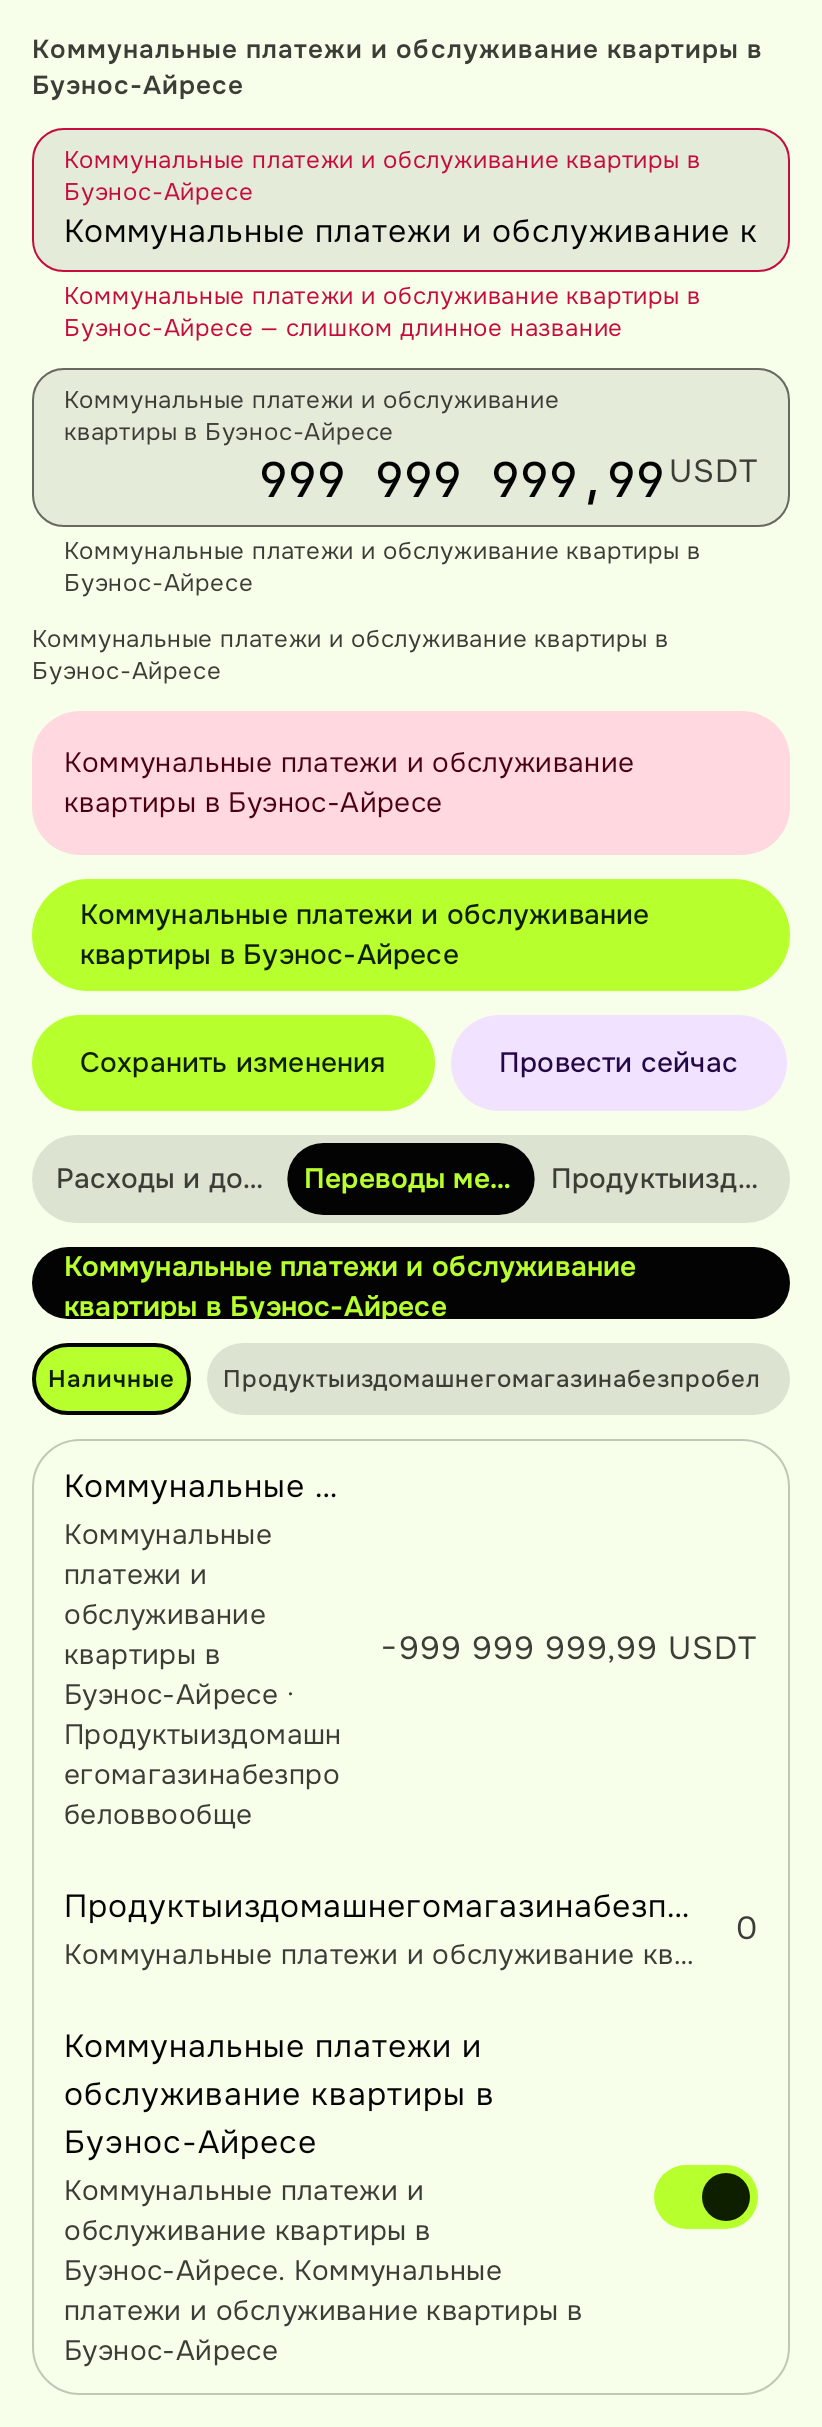 Коммунальные платежи и обслуживание квартиры в
Буэнос-Айресе
Коммунальные платежи и обслуживание квартиры в
Буэнос-Айресе
Коммунальные платежи и обслуживание к
Коммунальные платежи и обслуживание квартиры в
Буэнос-Айресе — слишком длинное название
Коммунальные платежи и обслуживание
квартиры в Буэнос-Айресе
999 999 999,99 USDT
Коммунальные платежи и обслуживание квартиры в
Буэнос-Айресе
Коммунальные платежи и обслуживание квартиры в
Буэнос-Айресе
Коммунальные платежи и обслуживание
квартиры в Буэнос-Айресе
Коммунальные платежи и обслуживание
квартиры в Буэнос-Айресе
Сохранить изменения Провести сейчас
Расходы и до... Переводы ме... Продуктыизд...
Коммунальные платежи и обслуживание
квартиры в Буэнос-Айресе
Наличные Продуктыиздомашнегомагазинабезпробел
Коммунальные ...
Коммунальные
платежи и
обслуживание
квартиры в
Буэнос-Айресе ·
Продуктыиздомашн
егомагазинабезпро
беловвообще
−999 999 999,99 USDT
Продуктыиздомашнегомагазинабезп...
Коммунальные платежи и обслуживание кв...
0
Коммунальные платежи и
обслуживание квартиры в
Буэнос-Айресе
Коммунальные платежи и
обслуживание квартиры в
Буэнос-Айресе. Коммунальные
платежи и обслуживание квартиры в
Буэнос-Айресе